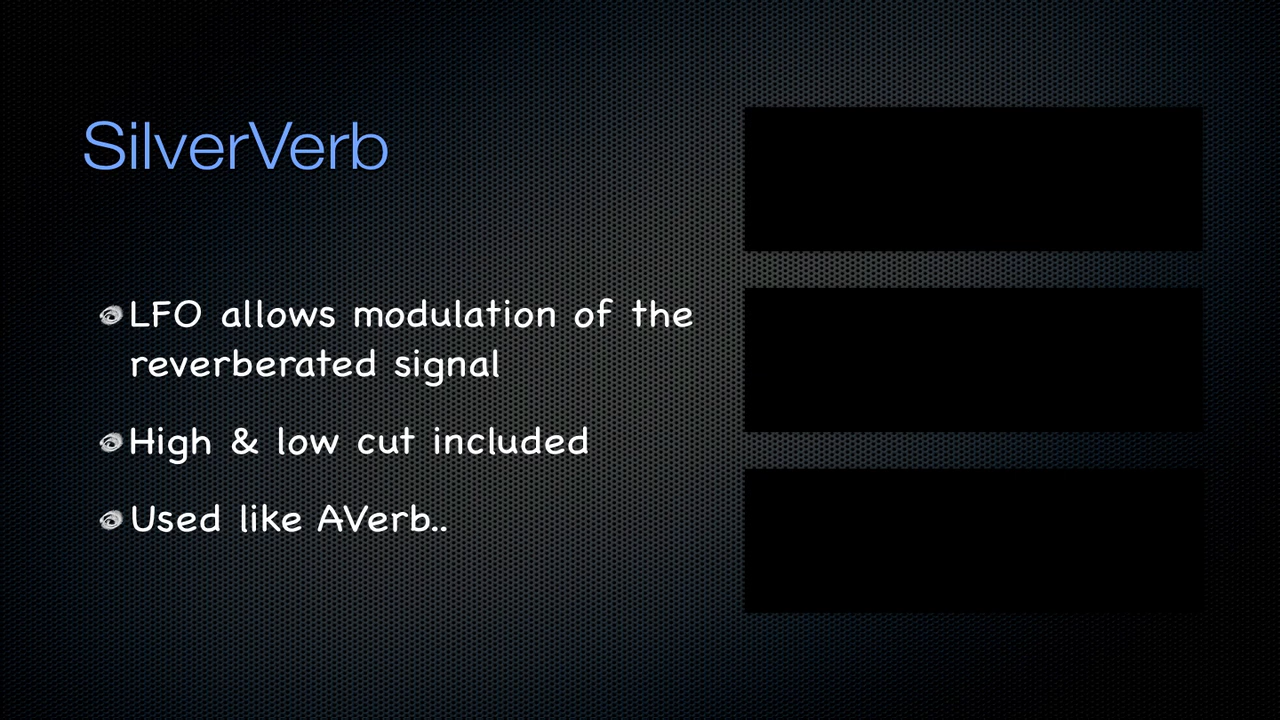 SilverVerb
LFO allows modulation of the
reverberated signal
High & low cut included
Used like AVerb..